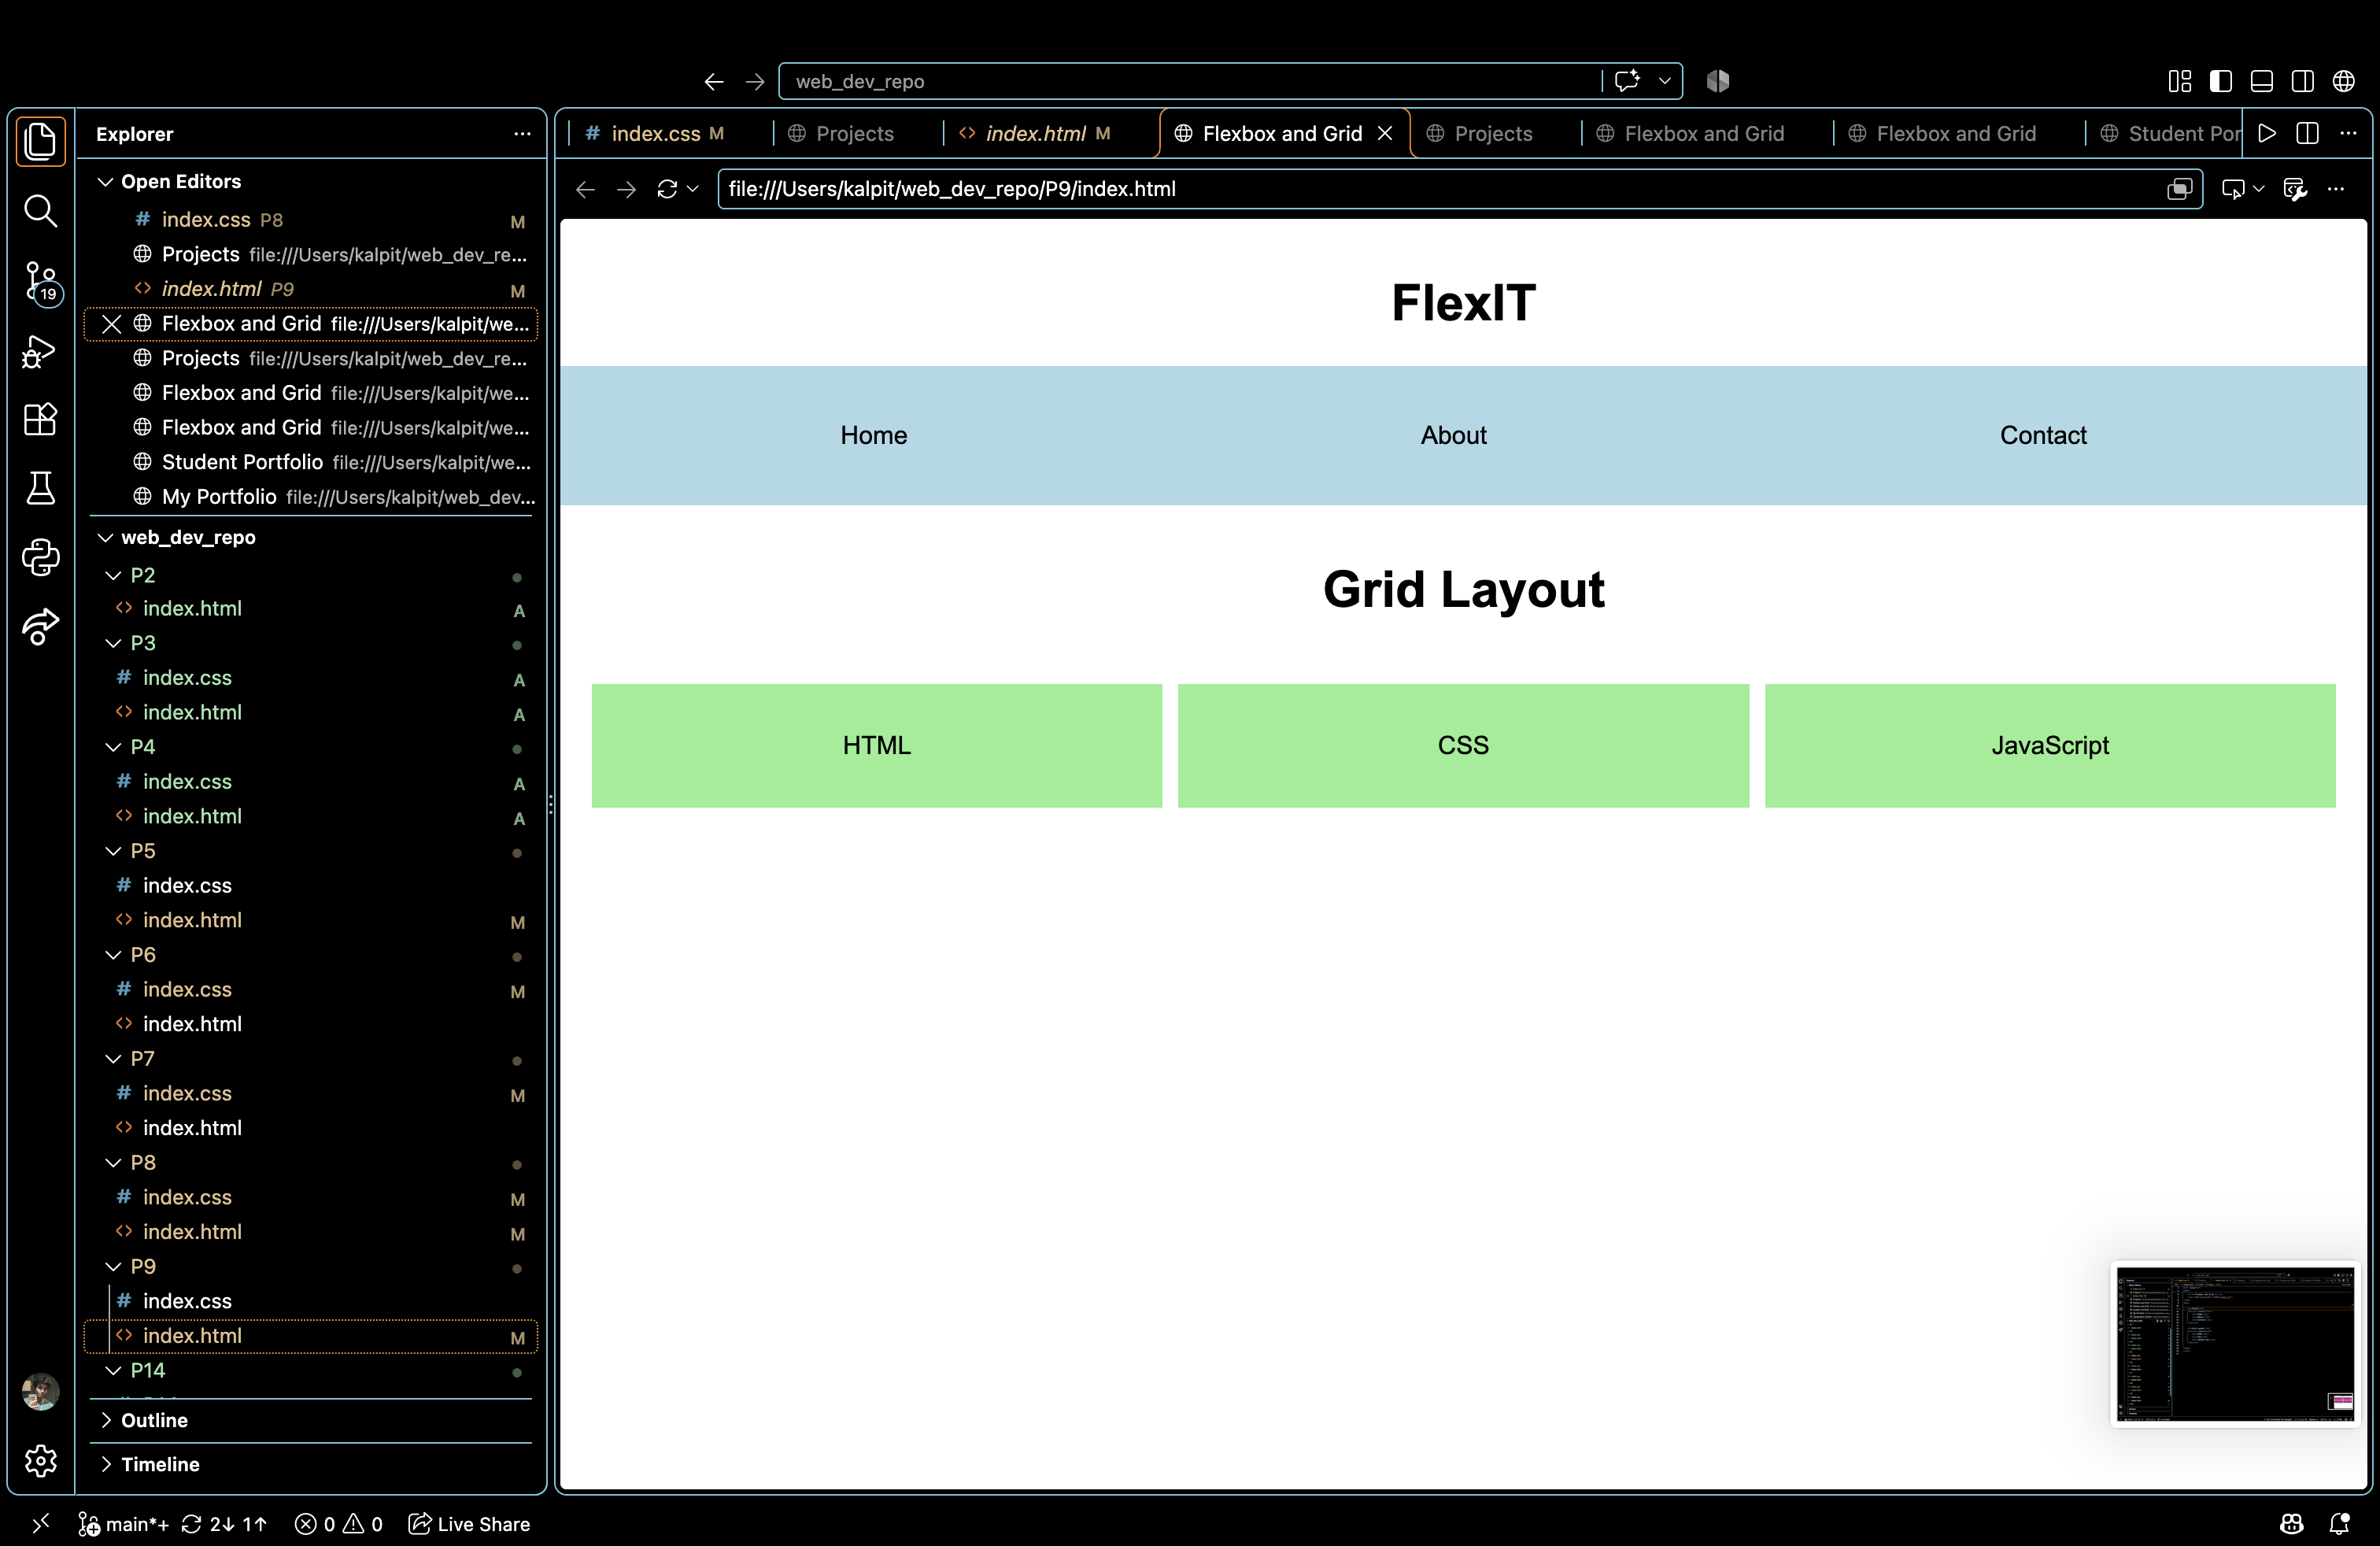 web_dev_repo
Explorer
index.css M
Projects
index.html M
Flexbox and Grid
Projects
Flexbox and Grid
Flexbox and Grid
Student Por
Open Editors
index.css P8 M
Projects file:///Users/kalpit/web_dev_re...
index.html P9 M
Flexbox and Grid file:///Users/kalpit/we...
Projects file:///Users/kalpit/web_dev_re...
Flexbox and Grid file:///Users/kalpit/we...
Flexbox and Grid file:///Users/kalpit/we...
Student Portfolio file:///Users/kalpit/we...
My Portfolio file:///Users/kalpit/web_dev...
web_dev_repo
P2
index.html A
P3
index.css A
index.html A
P4
index.css A
index.html A
P5
index.css
index.html M
P6
index.css M
index.html
P7
index.css M
index.html
P8
index.css M
index.html M
P9
index.css
index.html M
P14
Outline
Timeline
19
file:///Users/kalpit/web_dev_repo/P9/index.html
FlexIT
Home About Contact
Grid Layout
HTML CSS JavaScript
main*+ 2↓ 1↑ 0 0 Live Share